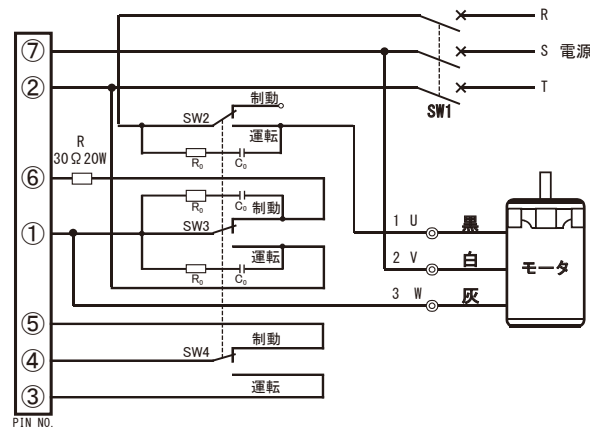 R
⑦ S 電源
② T
制動
SW1
SW2
運転
R
30Ω20W
R₀ C₀
⑥
R₀ C₀
制動
1 U 黒
① SW3
運転
2 V 白 モータ
R₀ C₀
3 W 灰
⑤
制動
④ SW4
運転
③
PIN NO.